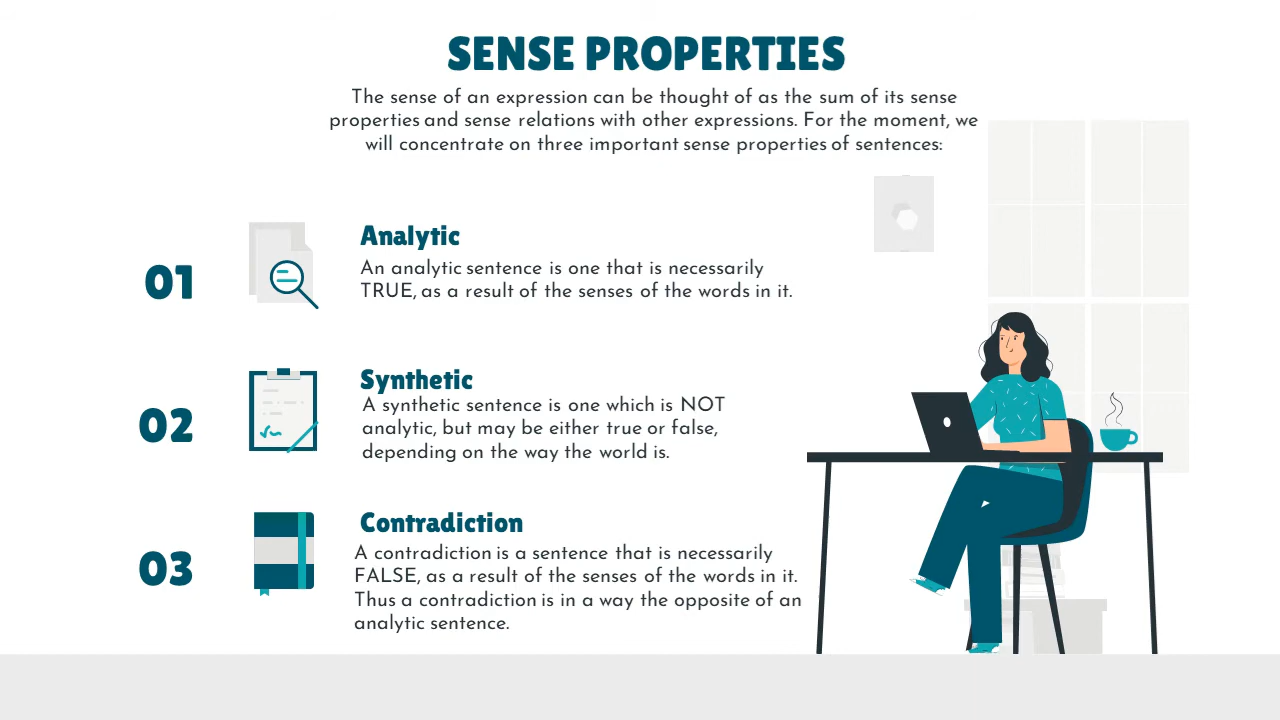 SENSE PROPERTIES
The sense of an expression can be thought of as the sum of its sense
properties and sense relations with other expressions. For the moment, we
will concentrate on three important sense properties of sentences:
01
Analytic
An analytic sentence is one that is necessarily
TRUE, as a result of the senses of the words in it.
02
Synthetic
A synthetic sentence is one which is NOT
analytic, but may be either true or false,
depending on the way the world is.
03
Contradiction
A contradiction is a sentence that is necessarily
FALSE, as a result of the senses of the words in it.
Thus a contradiction is in a way the opposite of an
analytic sentence.